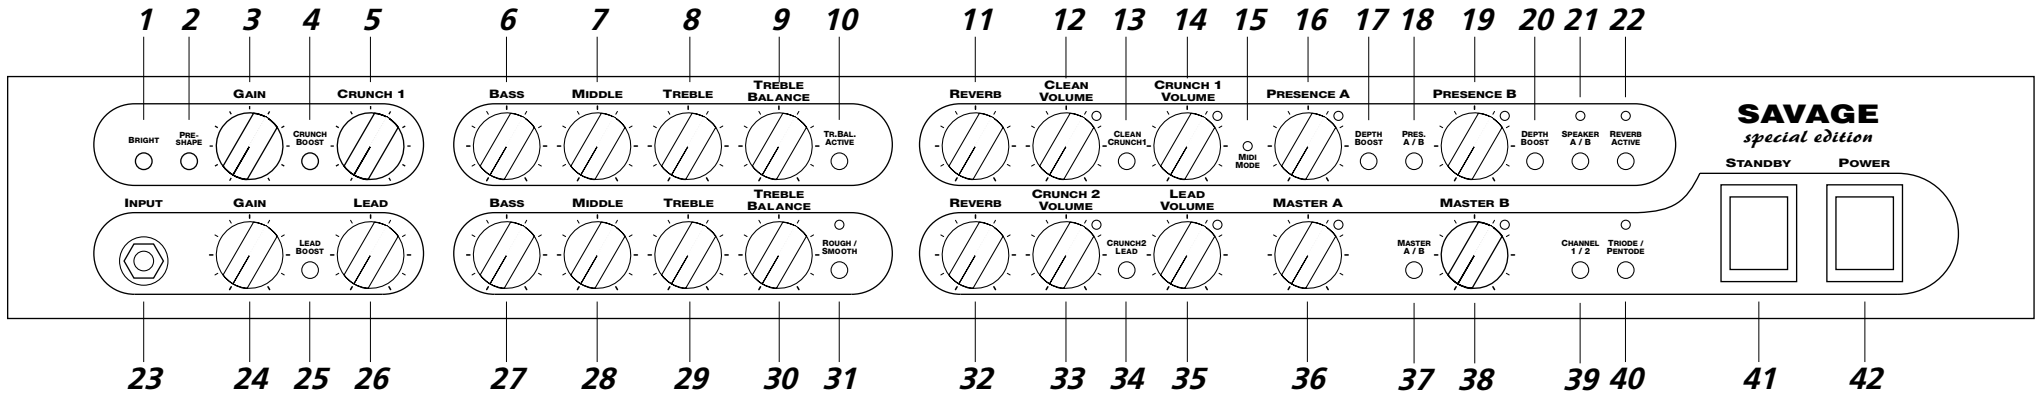 1 2 3 4 5 6 7 8 9 10 11 12 13 14 15 16 17 18 19 20 21 22
GAIN
CRUNCH 1
BASS
MIDDLE
TREBLE
TREBLE
BALANCE
REVERB
CLEAN
VOLUME
CRUNCH 1
VOLUME
PRESENCE A
PRESENCE B
BRIGHT
PRE-
SHAPE
CRUNCH
BOOST
TR.BAL.
ACTIVE
CLEAN
CRUNCH1
MIDI
MODE
DEPTH
BOOST
PRES.
A / B
DEPTH
BOOST
SPEAKER
A / B
REVERB
ACTIVE
SAVAGE
special edition
STANDBY
POWER
INPUT
GAIN
LEAD
BASS
MIDDLE
TREBLE
TREBLE
BALANCE
REVERB
CRUNCH 2
VOLUME
LEAD
VOLUME
MASTER A
MASTER B
LEAD
BOOST
ROUGH /
SMOOTH
CRUNCH2
LEAD
MASTER
A / B
CHANNEL
1 / 2
TRIODE /
PENTODE
23 24 25 26 27 28 29 30 31 32 33 34 35 36 37 38 39 40 41 42